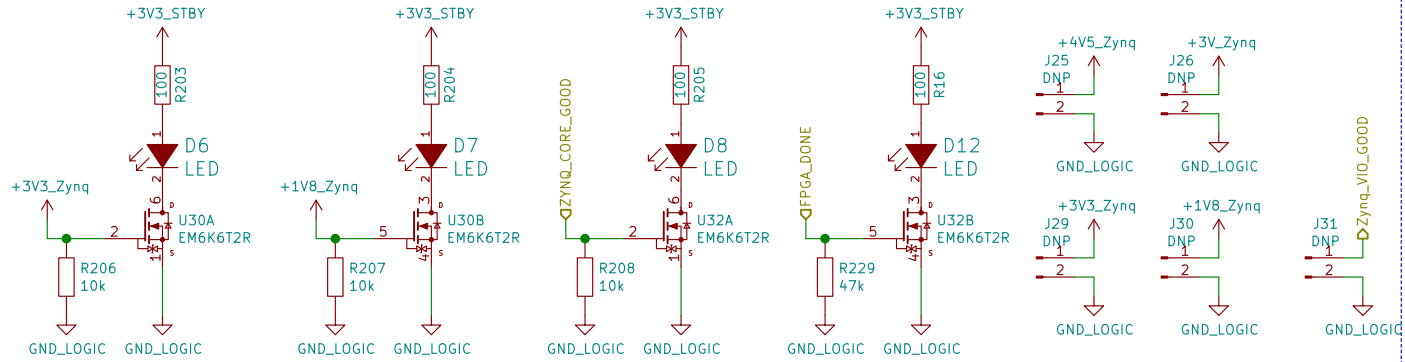 +3V3_STBY
100
R203
1
D6
LED
2
+3V3_Zynq
6
D
U30A
EM6K6T2R
2
S
1
R206
10k
GND_LOGIC
GND_LOGIC
+3V3_STBY
100
R204
1
D7
LED
2
+1V8_Zynq
3
D
U30B
EM6K6T2R
5
S
4
R207
10k
GND_LOGIC
GND_LOGIC
+3V3_STBY
100
R205
1
D8
LED
2
ZYNQ_CORE_GOOD
6
D
U32A
EM6K6T2R
2
S
1
R208
10k
GND_LOGIC
GND_LOGIC
+3V3_STBY
100
R16
1
D12
LED
2
FPGA_DONE
3
D
U32B
EM6K6T2R
5
S
4
R229
47k
GND_LOGIC
GND_LOGIC
+4V5_Zynq
J25
DNP
1
2
GND_LOGIC
+3V_Zynq
J26
DNP
1
2
GND_LOGIC
+3V3_Zynq
J29
DNP
1
2
GND_LOGIC
+1V8_Zynq
J30
DNP
1
2
GND_LOGIC
Zynq_VIO_GOOD
J31
DNP
1
2
GND_LOGIC